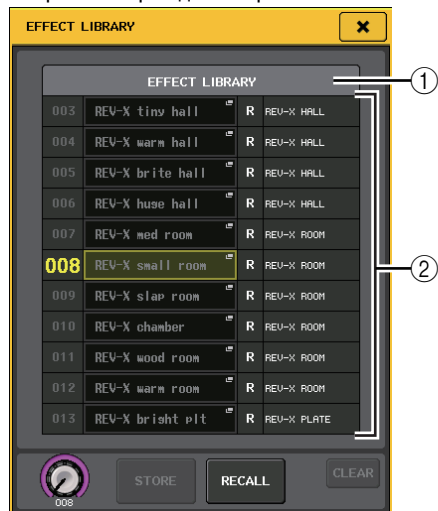 EFFECT LIBRARY
EFFECT LIBRARY
①
003 REV-X tiny hall R REV-X HALL
004 REV-X warm hall R REV-X HALL
005 REV-X brite hall R REV-X HALL
006 REV-X huge hall R REV-X HALL
007 REV-X med room R REV-X ROOM
008 REV-X small room R REV-X ROOM
②
009 REV-X slap room R REV-X ROOM
010 REV-X chamber R REV-X ROOM
011 REV-X wood room R REV-X ROOM
012 REV-X warm room R REV-X ROOM
013 REV-X bright plt R REV-X PLATE
008
STORE
RECALL
CLEAR